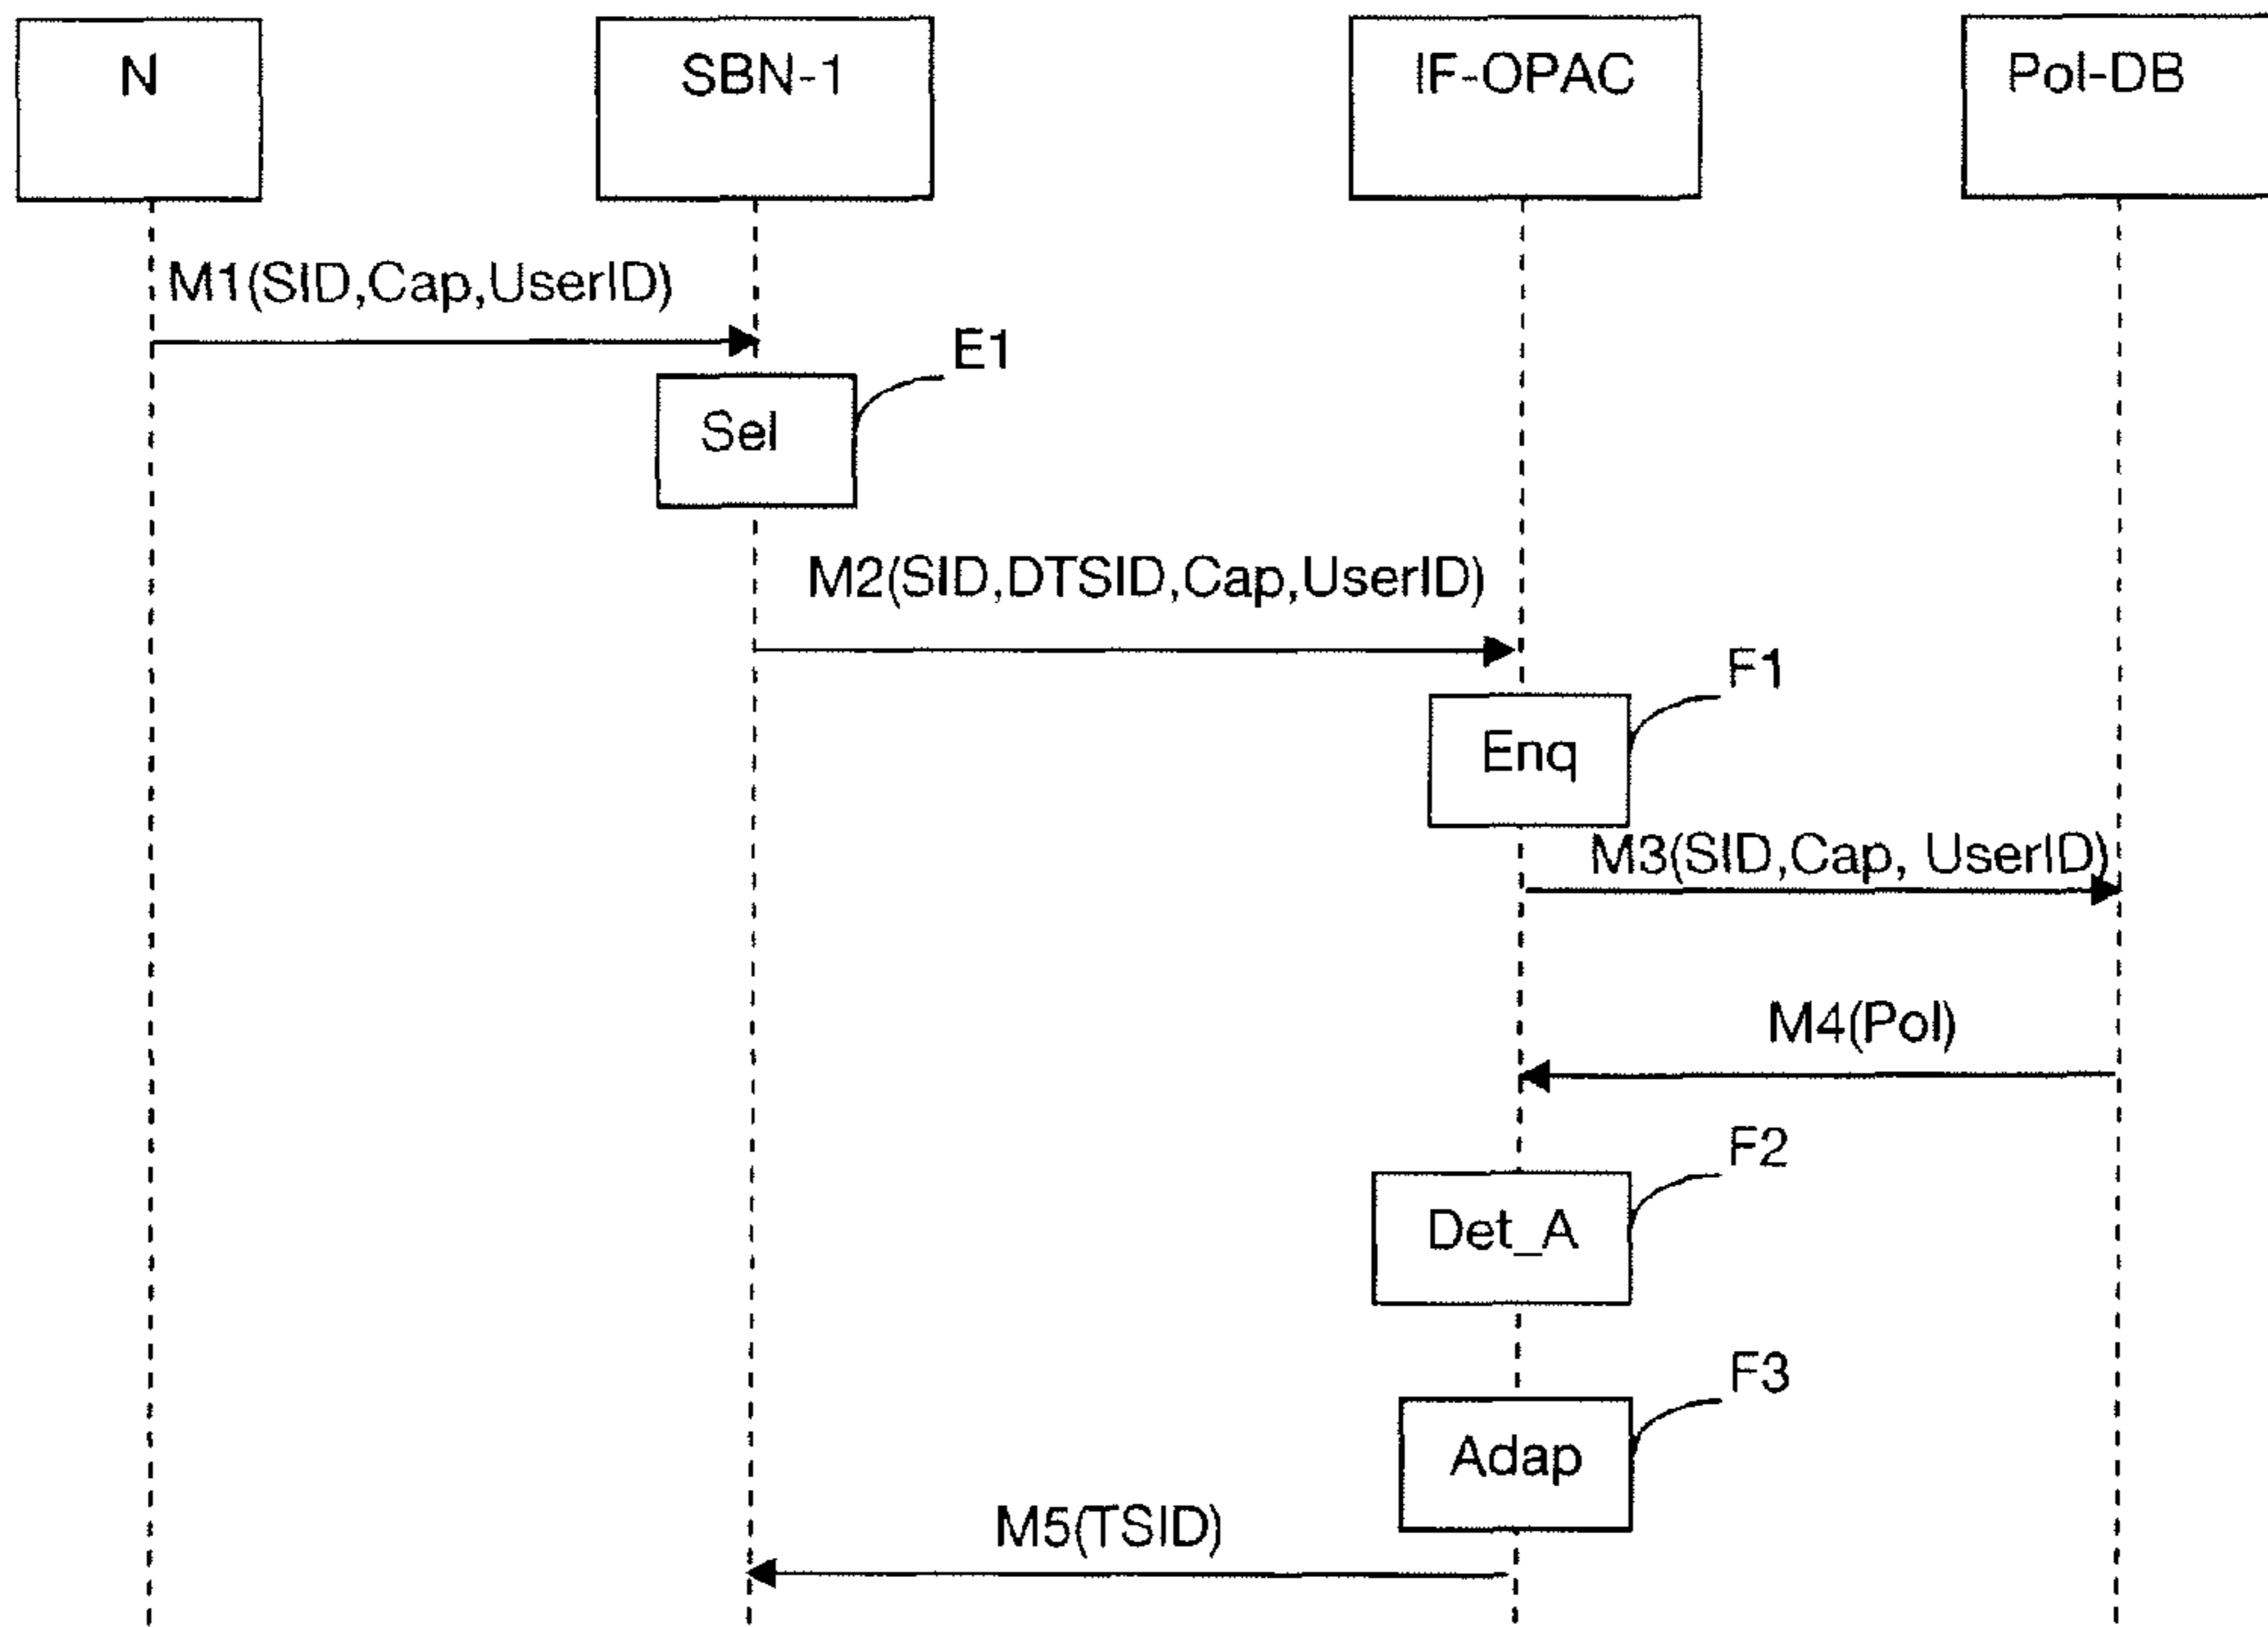 N
SBN-1
IF-OPAC
Pol-DB
M1(SID,Cap,UserID)
E1
Sel
M2(SID,DTSID,Cap,UserID)
F1
Enq
M3(SID,Cap, UserID)
M4(Pol)
F2
Det_A
F3
Adap
M5(TSID)